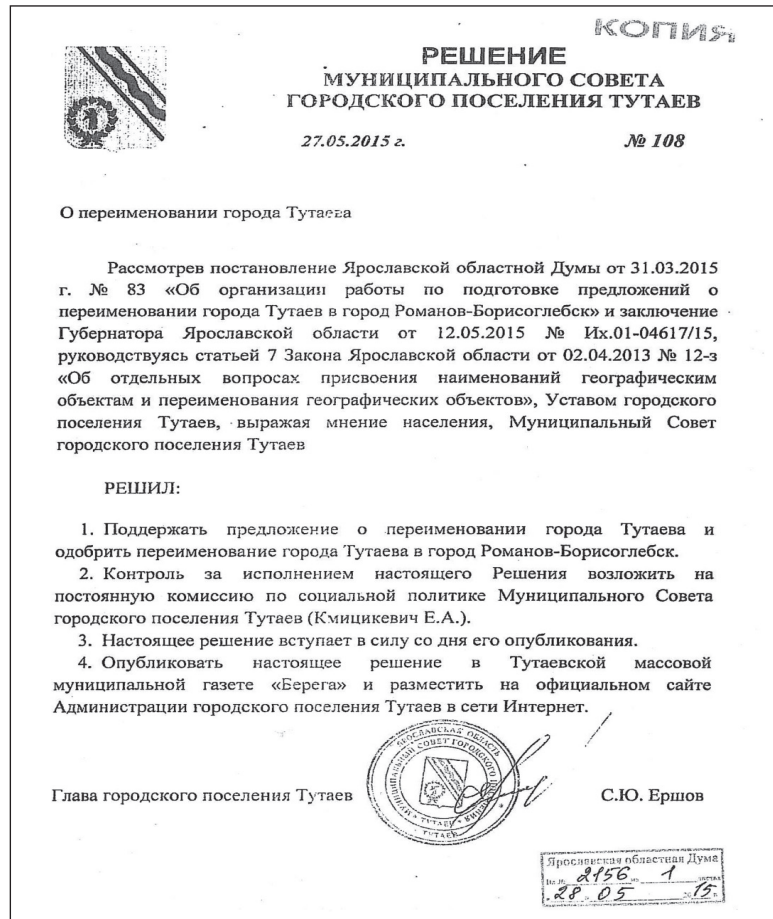 КОПИЯ
РЕШЕНИЕ
МУНИЦИПАЛЬНОГО СОВЕТА
ГОРОДСКОГО ПОСЕЛЕНИЯ ТУТАЕВ
27.05.2015 г. № 108
О переименовании города Тутаева
Рассмотрев постановление Ярославской областной Думы от 31.03.2015
г. № 83 «Об организации работы по подготовке предложений о
переименовании города Тутаев в город Романов-Борисоглебск» и заключение
Губернатора Ярославской области от 12.05.2015 № Их.01-04617/15,
руководствуясь статьей 7 Закона Ярославской области от 02.04.2013 № 12-з
«Об отдельных вопросах присвоения наименований географическим
объектам и переименования географических объектов», Уставом городского
поселения Тутаев, выражая мнение населения, Муниципальный Совет
городского поселения Тутаев
РЕШИЛ:
1. Поддержать предложение о переименовании города Тутаева и
одобрить переименование города Тутаева в город Романов-Борисоглебск.
2. Контроль за исполнением настоящего Решения возложить на
постоянную комиссию по социальной политике Муниципального Совета
городского поселения Тутаев (Кмицикевич Е.А.).
3. Настоящее решение вступает в силу со дня его опубликования.
4. Опубликовать настоящее решение в Тутаевской массовой
муниципальной газете «Берега» и разместить на официальном сайте
Администрации городского поселения Тутаев в сети Интернет.
ЯРОСЛАВСКАЯ ОБЛАСТЬ
МУНИЦИПАЛЬНЫЙ СОВЕТ ГОРОДСКОГО
ТУТАЕВ
Глава городского поселения Тутаев С.Ю. Ершов
Ярославская областная Дума
2156 1
28 05 2015